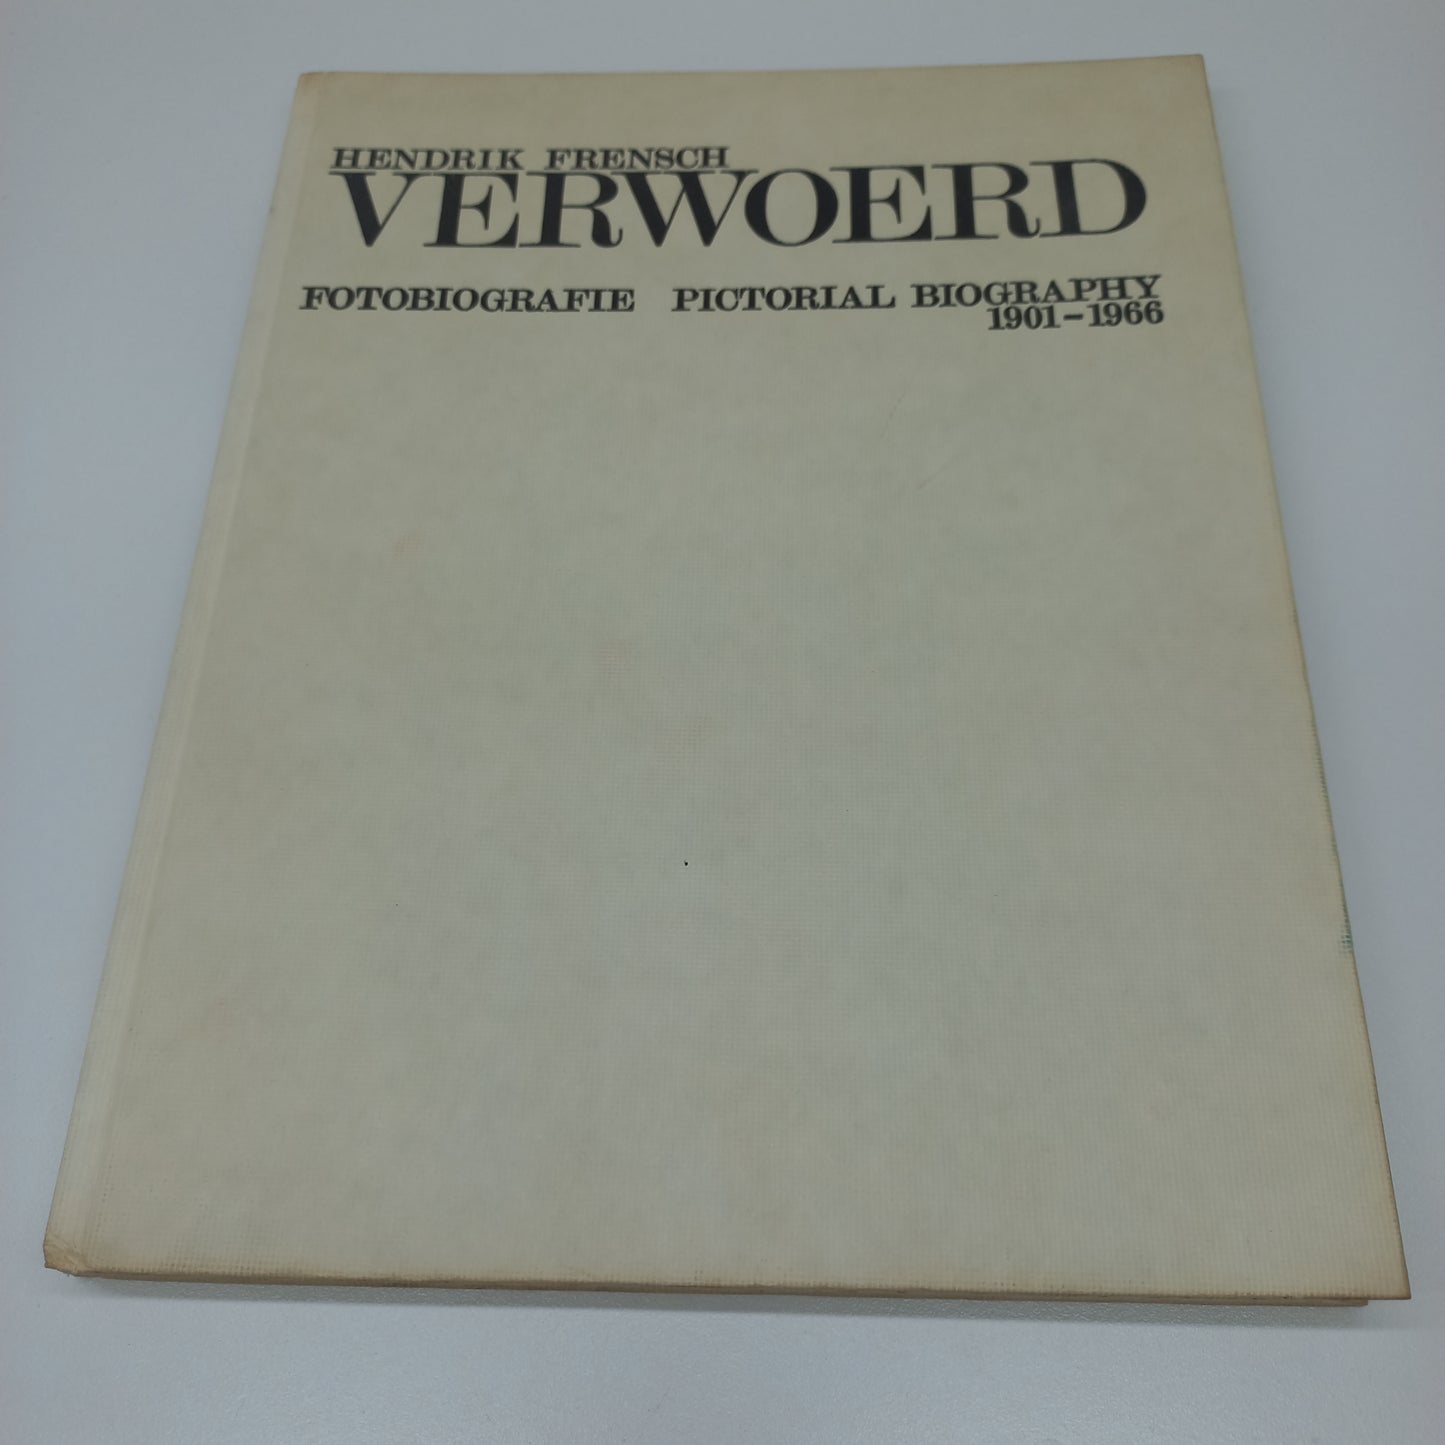 HENDRIK FRENSCH
VERWOERD
FOTOBIOGRAFIE PICTORIAL BIOGRAPHY
1901-1966